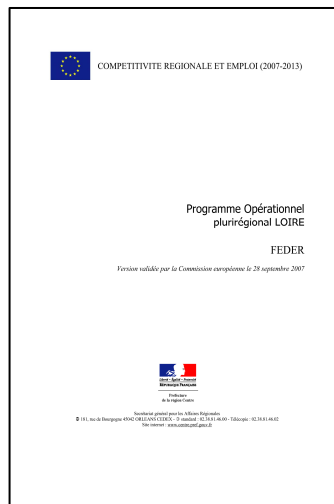 COMPETITIVITE REGIONALE ET EMPLOI (2007-2013)
Programme Opérationnel
plurirégional LOIRE
FEDER
Version validée par la Commission européenne le 28 septembre 2007
Liberté • Égalité • Fraternité
RÉPUBLIQUE FRANÇAISE
Préfecture
de la région Centre
Secrétariat général pour les Affaires Régionales
181, rue de Bourgogne 45042 ORLEANS CEDEX - standard : 02.38.81.46.00 - Télécopie : 02.38.81.46.02
Site internet : www.centre.pref.gouv.fr